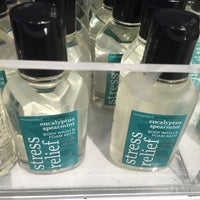 eucalyptus
spearmint
BODY WASH &
FOAM BATH
stress
relief
eucalyptus
spearmint
BODY WASH &
FOAM BATH
stress
relief